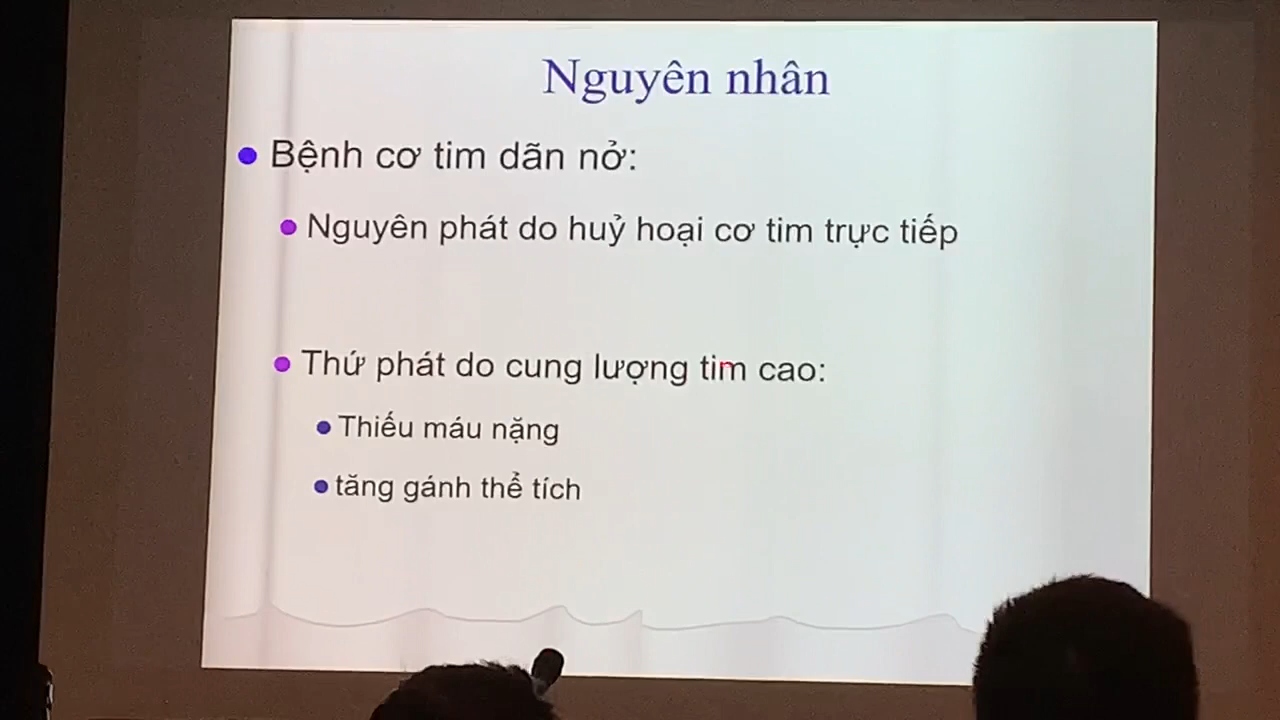 Nguyên nhân
Bệnh cơ tim dãn nở:
Nguyên phát do huỷ hoại cơ tim trực tiếp
Thứ phát do cung lượng tim cao:
Thiếu máu nặng
tăng gánh thể tích